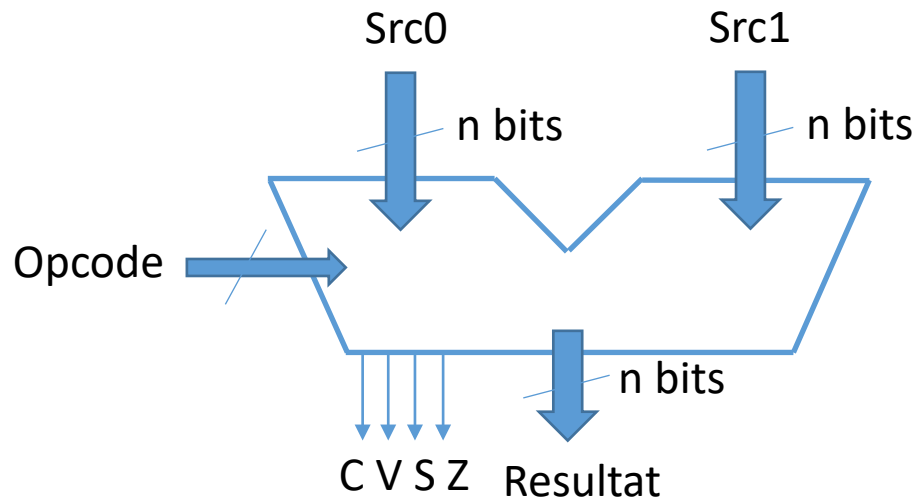 Src0
Src1
n bits
n bits
Opcode
n bits
C V S Z
Resultat